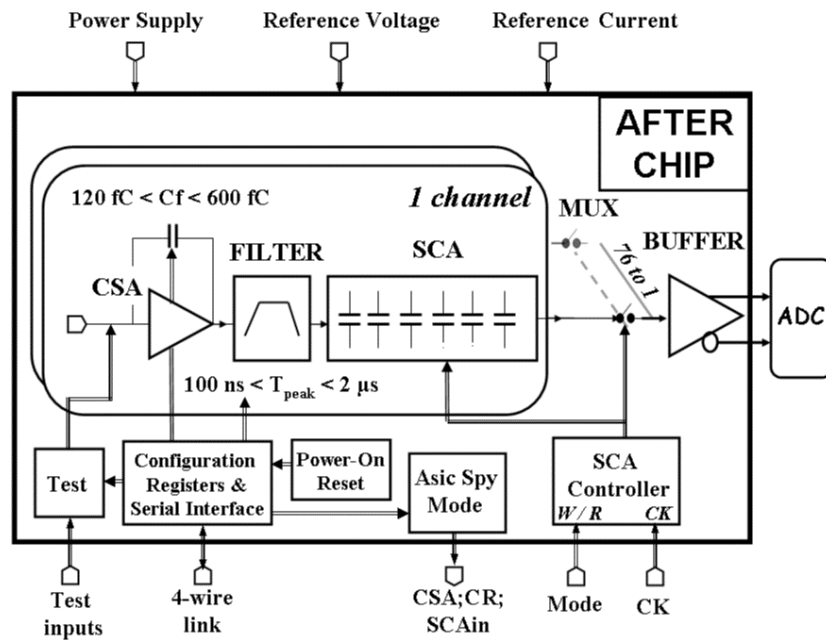 Power Supply
Reference Voltage
Reference Current
AFTER
CHIP
120 fC < Cf < 600 fC
1 channel
MUX
FILTER
SCA
76 to 1
BUFFER
CSA
ADC
100 ns < Tpeak < 2 µs
Test
Configuration
Registers &
Serial Interface
Power-On
Reset
Asic Spy
Mode
SCA
Controller
W / R
CK
Test
inputs
4-wire
link
CSA;CR;
SCAin
Mode
CK